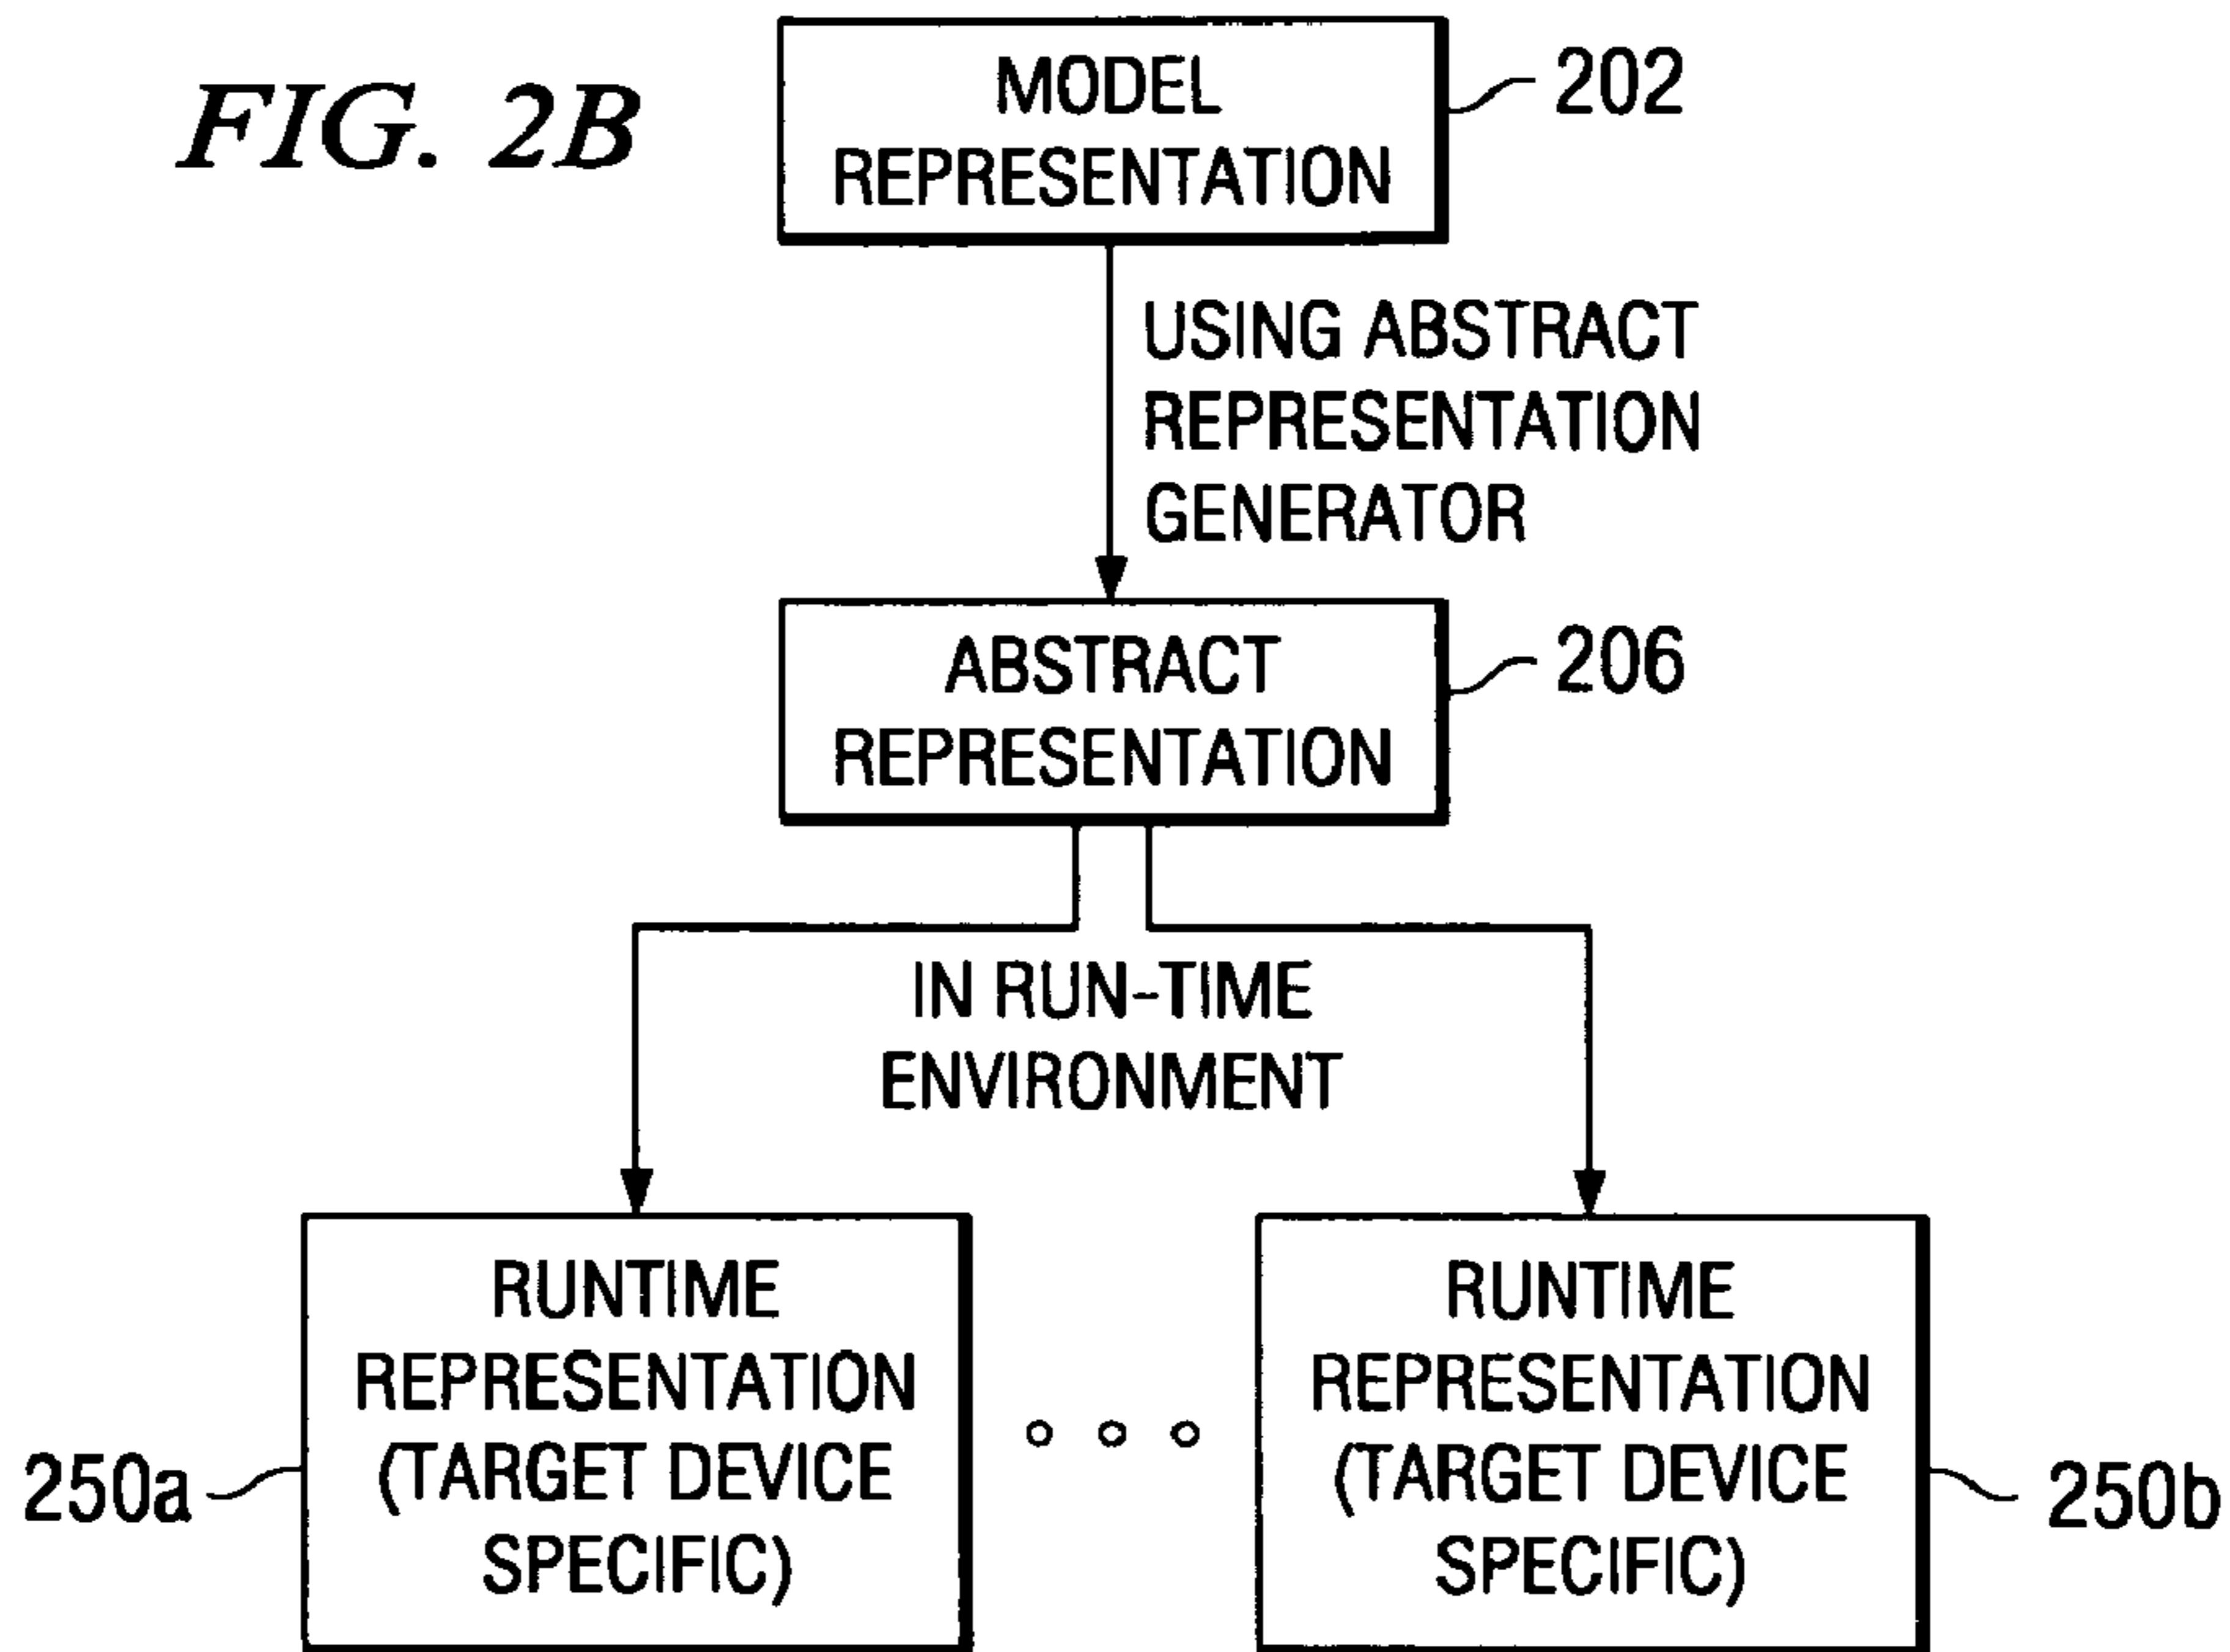 FIG. 2B
MODEL
REPRESENTATION
202
USING ABSTRACT
REPRESENTATION
GENERATOR
ABSTRACT
REPRESENTATION
206
IN RUN-TIME
ENVIRONMENT
RUNTIME
REPRESENTATION
(TARGET DEVICE
SPECIFIC)
250a
RUNTIME
REPRESENTATION
(TARGET DEVICE
SPECIFIC)
250b